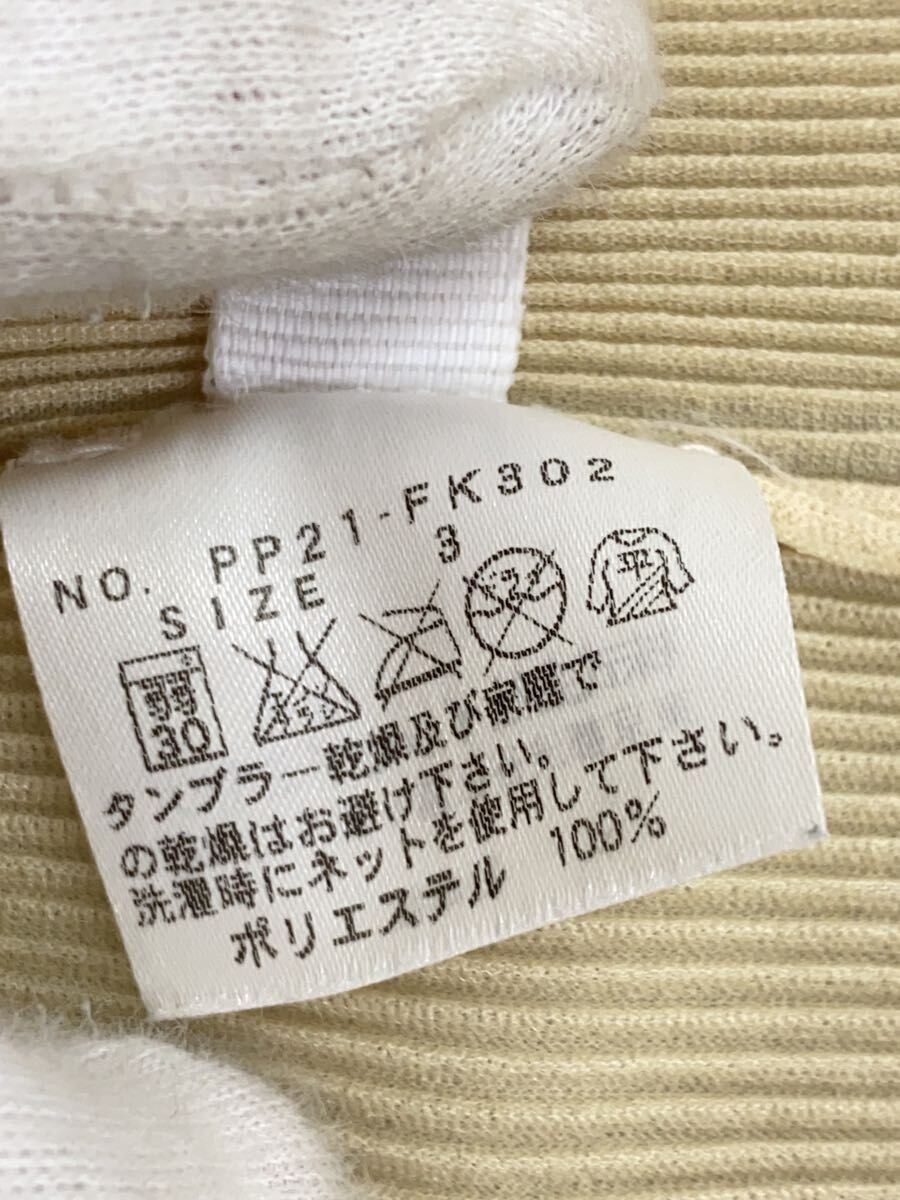 NO. PP21-FK302
SIZE 3
30
タンブラー乾燥及び家庭で
の乾燥はお避け下さい。
洗濯時にネットを使用して下さい。
ポリエステル 100%